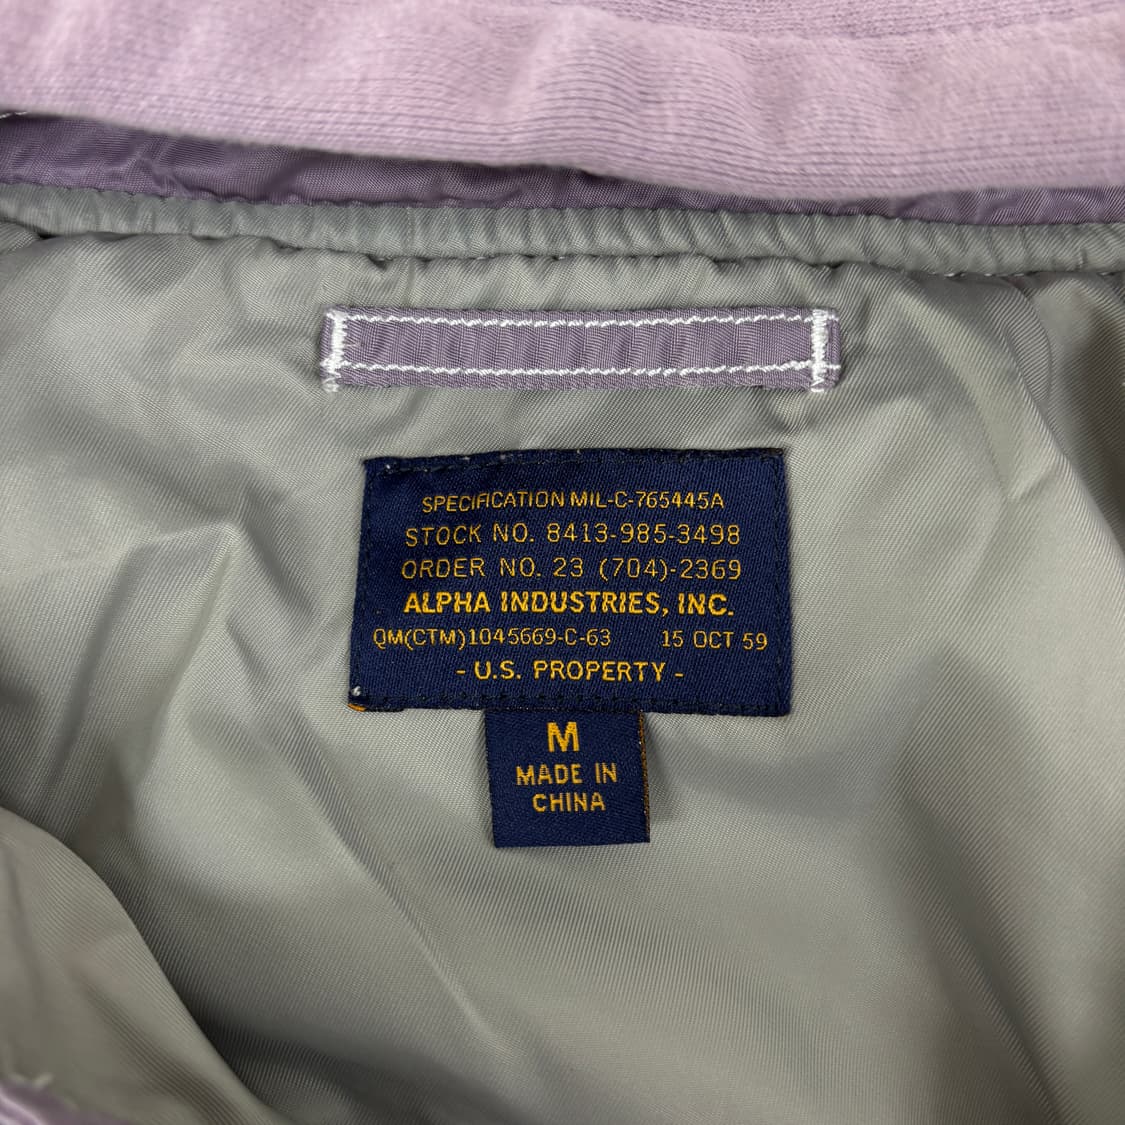 SPECIFICATION MIL-C-765445A
STOCK NO. 8413-985-3498
ORDER NO. 23 (704)-2369
ALPHA INDUSTRIES, INC.
QM(CTM)1045669-C-63 15 OCT 59
- U.S. PROPERTY -
M
MADE IN
CHINA